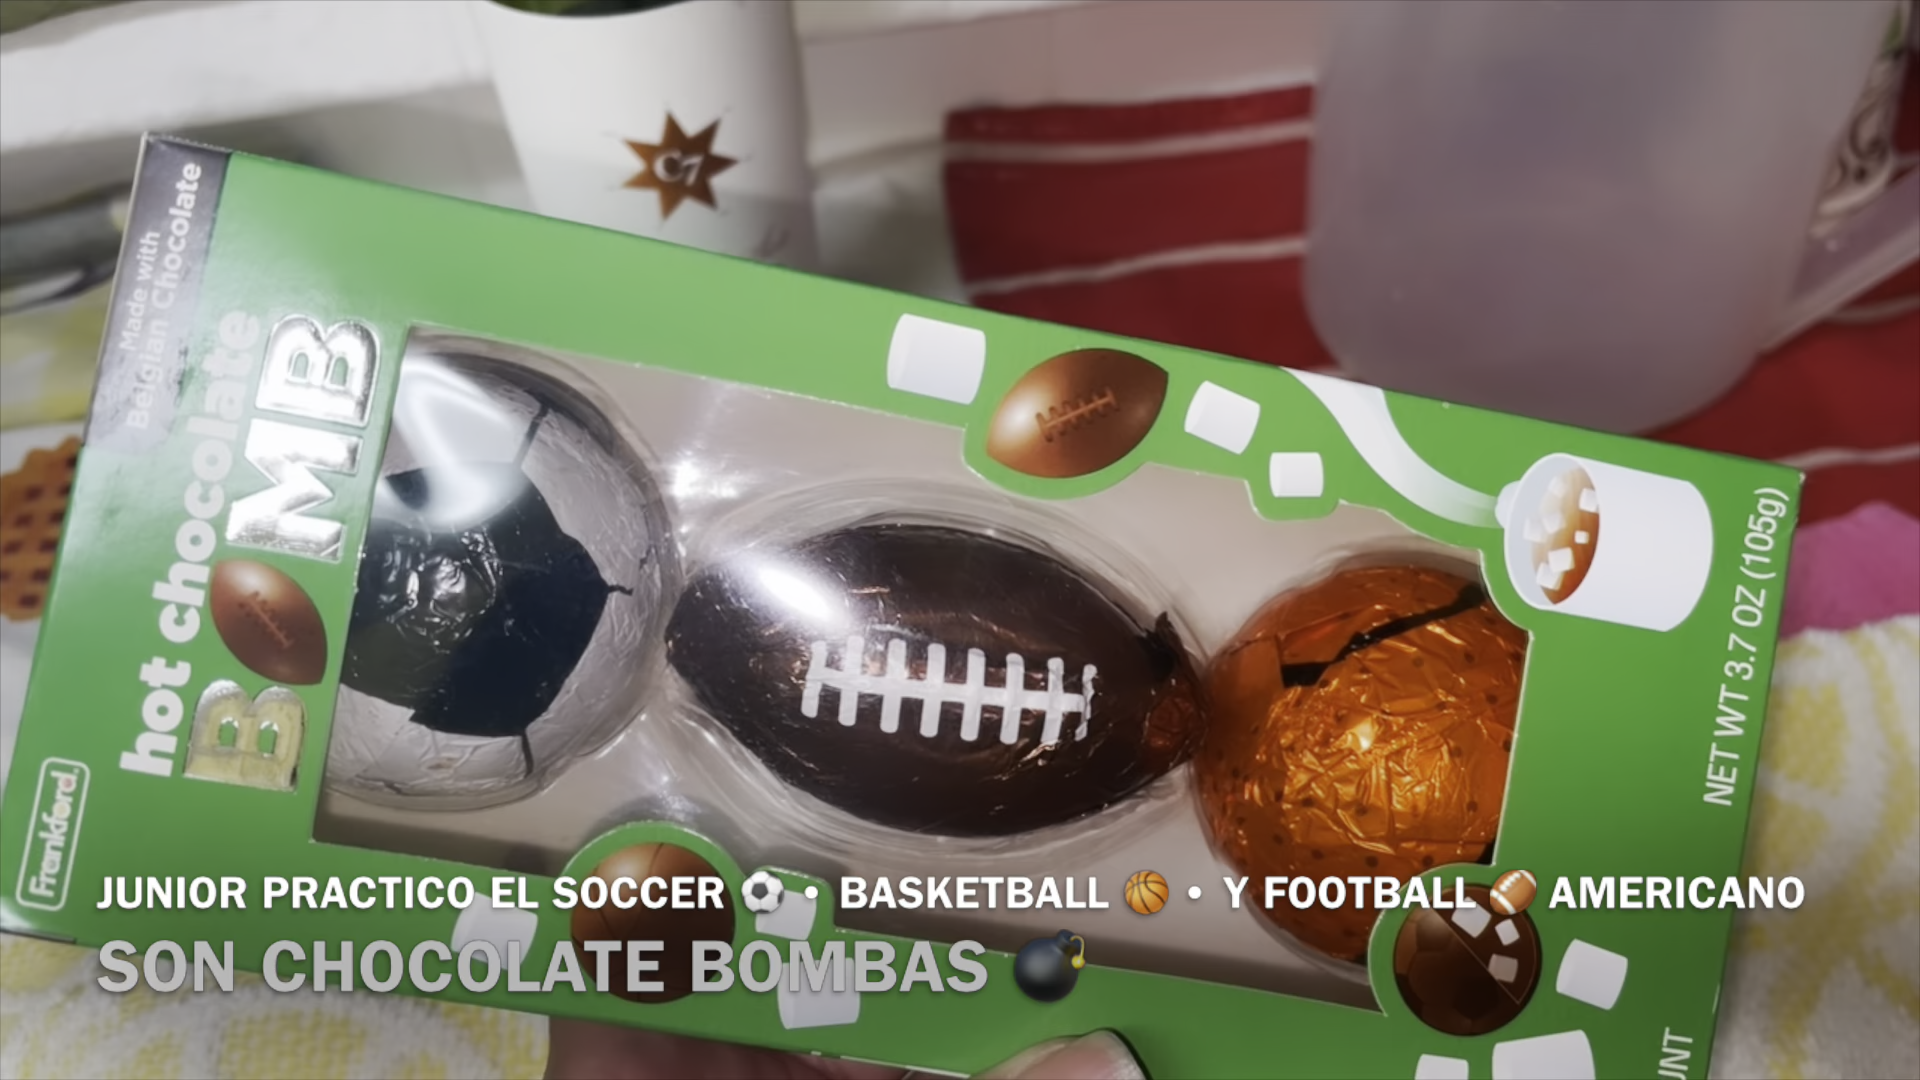 C7
Made with
Belgian Chocolate
hot chocolate
BOMB
Frankford.
NET WT 3.7 OZ (105g)
JUNIOR PRACTICO EL SOCCER ⚽ • BASKETBALL 🏀 • Y FOOTBALL 🏈 AMERICANO
SON CHOCOLATE BOMBAS 💣